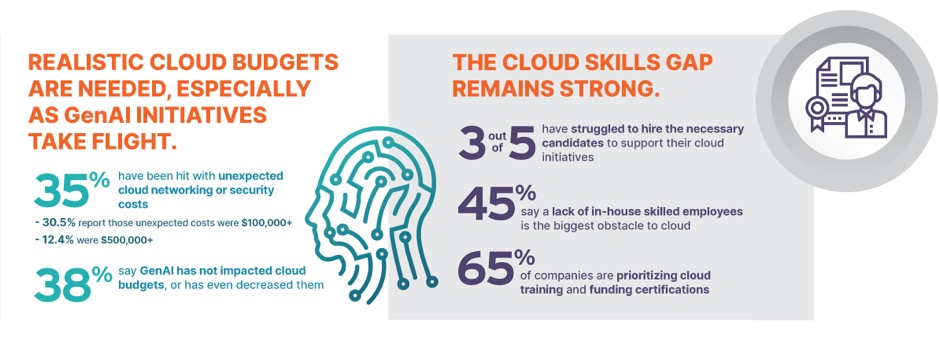 REALISTIC CLOUD BUDGETS
ARE NEEDED, ESPECIALLY
AS GenAI INITIATIVES
TAKE FLIGHT.
35% have been hit with unexpected
cloud networking or security
costs
- 30.5% report those unexpected costs were $100,000+
- 12.4% were $500,000+
38% say GenAI has not impacted cloud
budgets, or has even decreased them
THE CLOUD SKILLS GAP
REMAINS STRONG.
3 out of 5 have struggled to hire the necessary
candidates to support their cloud
initiatives
45%
say a lack of in-house skilled employees
is the biggest obstacle to cloud
65%
of companies are prioritizing cloud
training and funding certifications